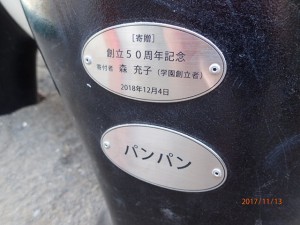 ［寄贈］
創立５０周年記念
寄付者 森 充子（学園創立者）
2018年12月4日
パンパン
2017/11/13